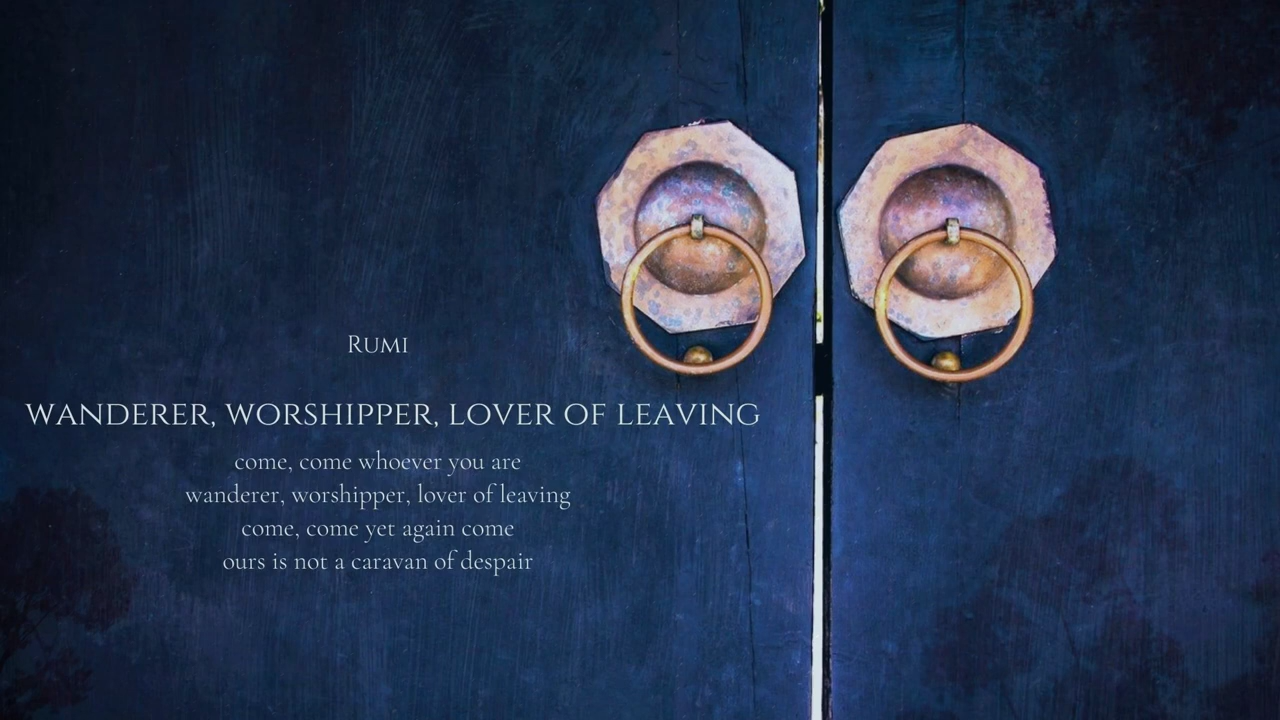 Rumi
WANDERER, WORSHIPPER, LOVER OF LEAVING
come, come whoever you are
wanderer, worshipper, lover of leaving
come, come yet again come
ours is not a caravan of despair